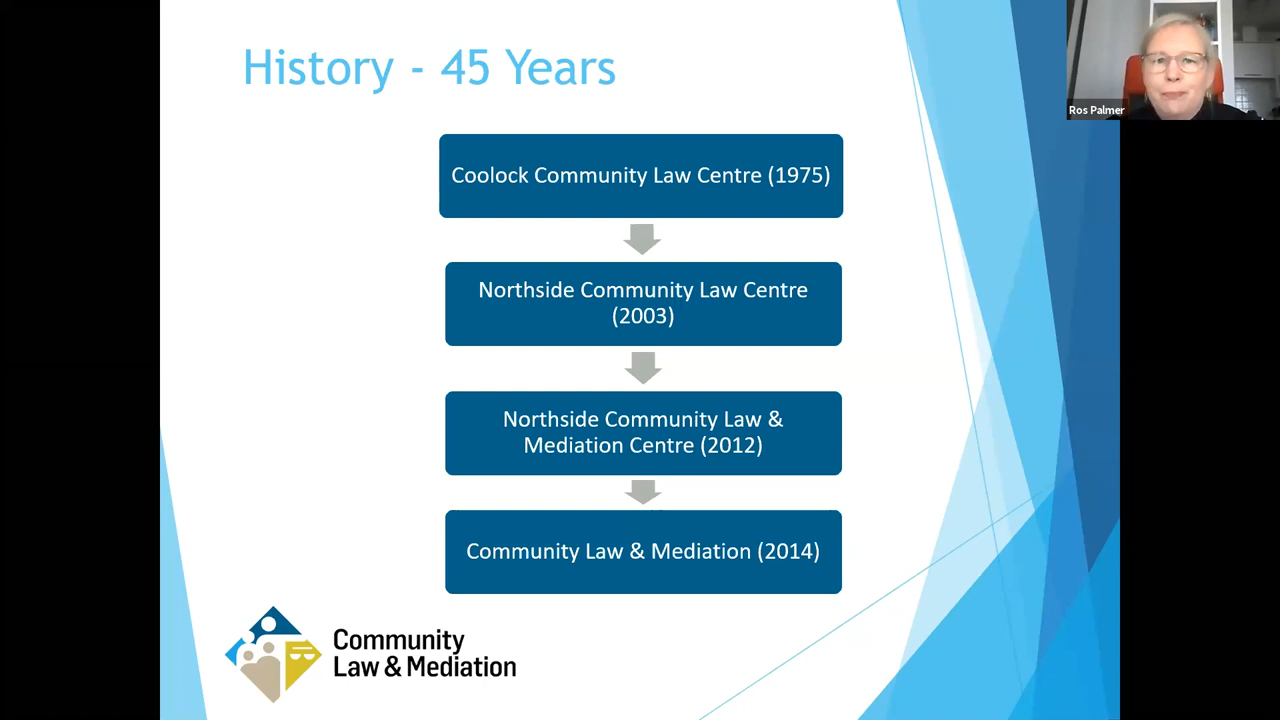 History - 45 Years
Ros Palmer
Coolock Community Law Centre (1975)
Northside Community Law Centre
(2003)
Northside Community Law &
Mediation Centre (2012)
Community Law & Mediation (2014)
Community
Law & Mediation